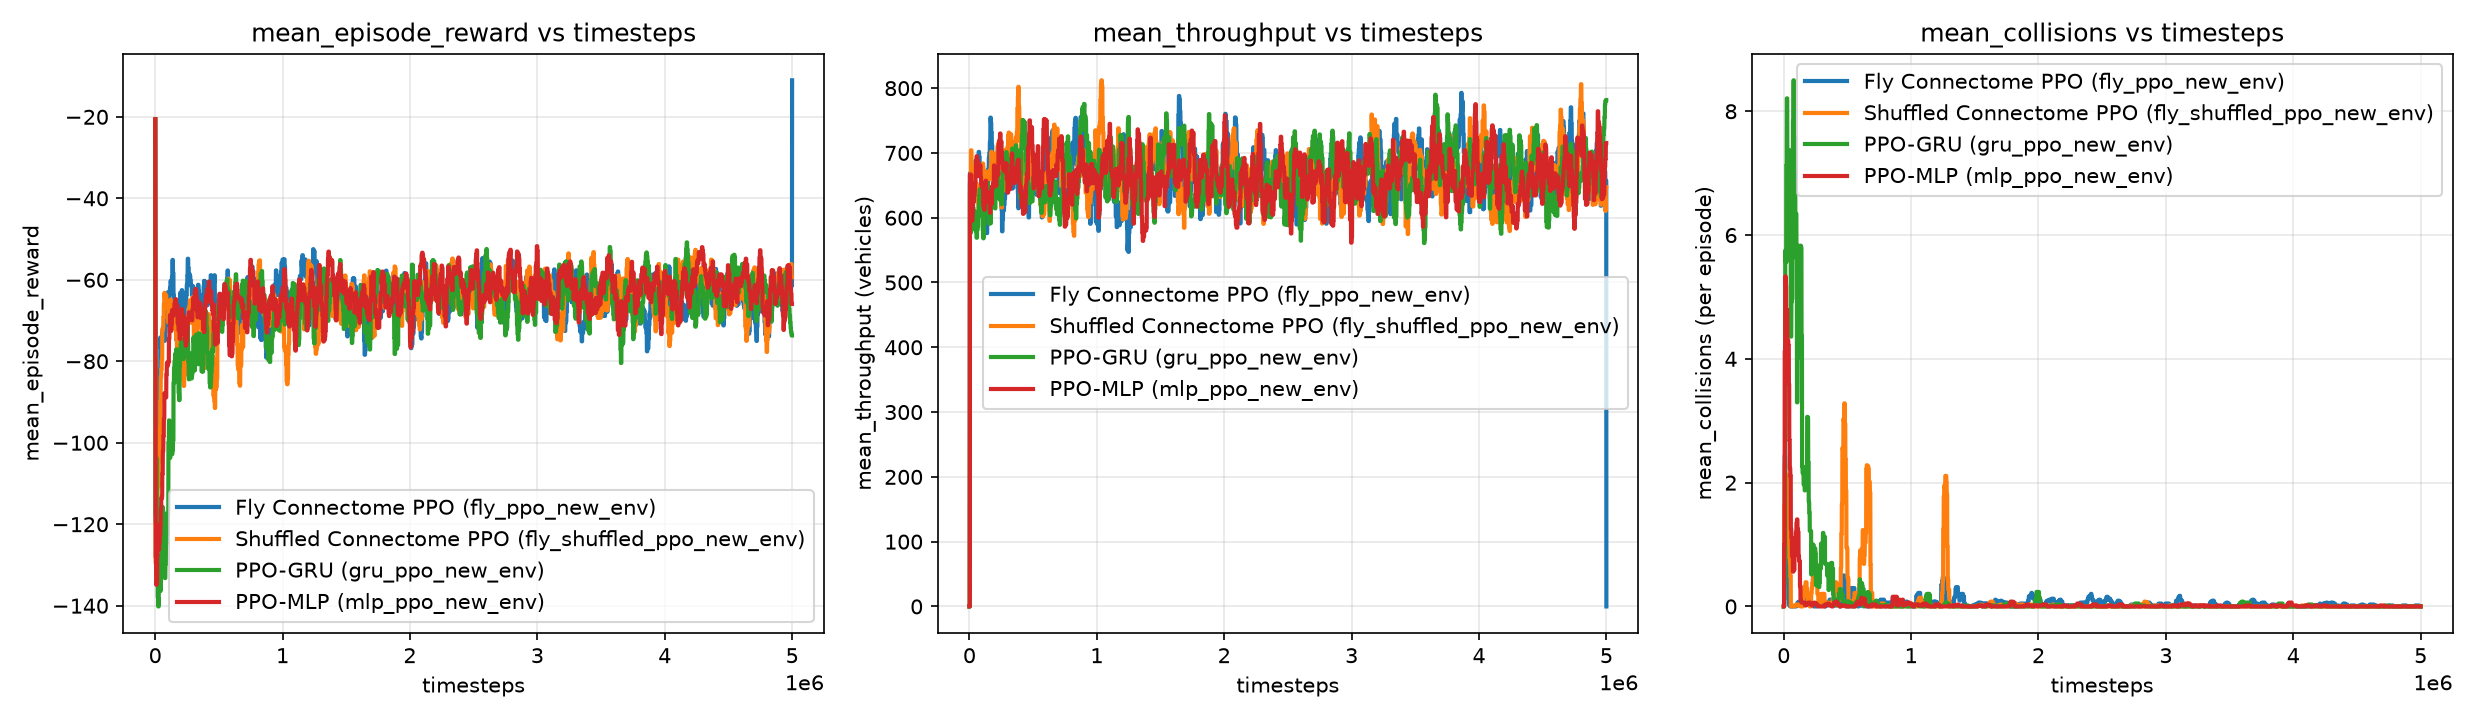 mean_episode_reward vs timesteps
mean_episode_reward
−20
−40
−60
−80
−100
−120
−140
Fly Connectome PPO (fly_ppo_new_env)
Shuffled Connectome PPO (fly_shuffled_ppo_new_env)
PPO-GRU (gru_ppo_new_env)
PPO-MLP (mlp_ppo_new_env)
0 1 2 3 4 5
1e6
timesteps
mean_throughput vs timesteps
mean_throughput (vehicles)
800
700
600
500
400
300
200
100
0
Fly Connectome PPO (fly_ppo_new_env)
Shuffled Connectome PPO (fly_shuffled_ppo_new_env)
PPO-GRU (gru_ppo_new_env)
PPO-MLP (mlp_ppo_new_env)
0 1 2 3 4 5
1e6
timesteps
mean_collisions vs timesteps
mean_collisions (per episode)
8
6
4
2
0
Fly Connectome PPO (fly_ppo_new_env)
Shuffled Connectome PPO (fly_shuffled_ppo_new_env)
PPO-GRU (gru_ppo_new_env)
PPO-MLP (mlp_ppo_new_env)
0 1 2 3 4 5
1e6
timesteps